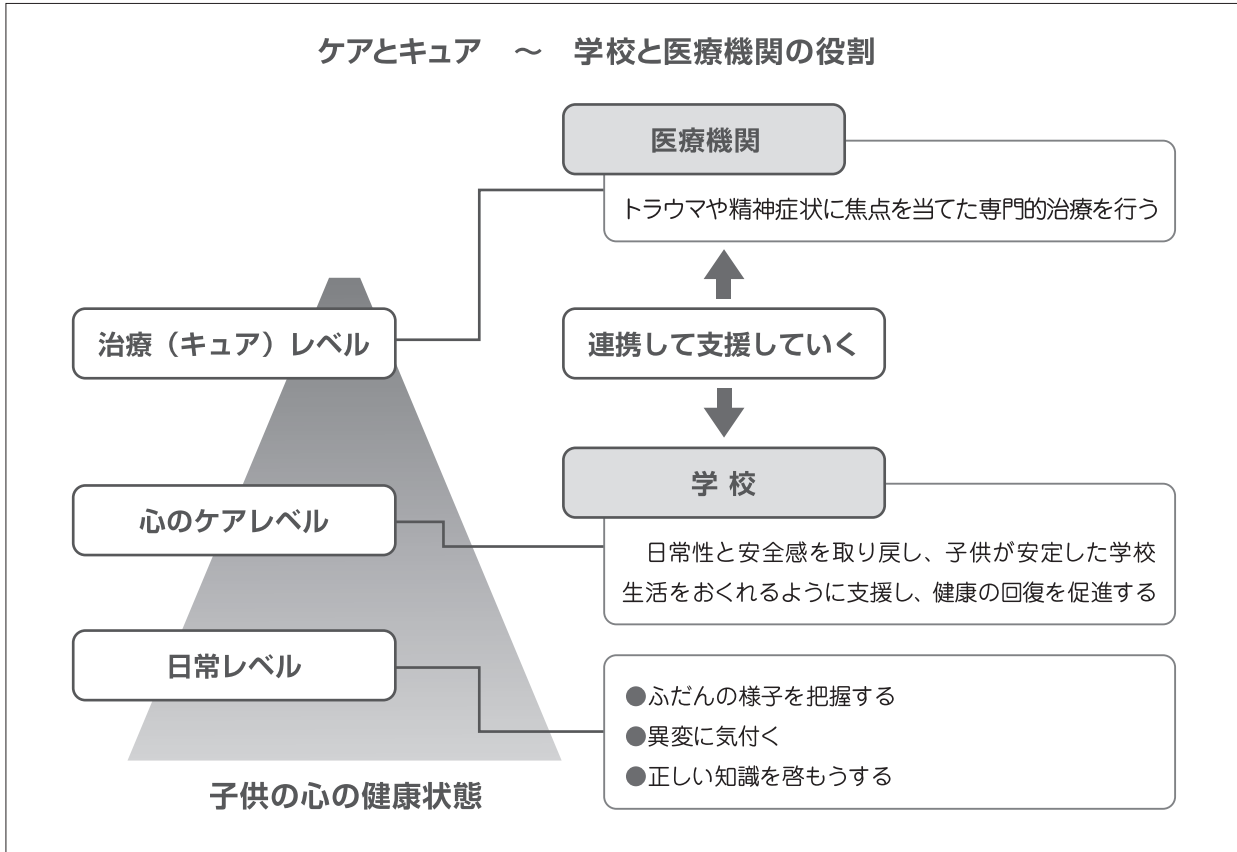 ケアとキュア　～　学校と医療機関の役割
医療機関
トラウマや精神症状に焦点を当てた専門的治療を行う
治療（キュア）レベル
連携して支援していく
学 校
心のケアレベル
日常性と安全感を取り戻し、子供が安定した学校
生活をおくれるように支援し、健康の回復を促進する
日常レベル
●ふだんの様子を把握する
●異変に気付く
●正しい知識を啓もうする
子供の心の健康状態